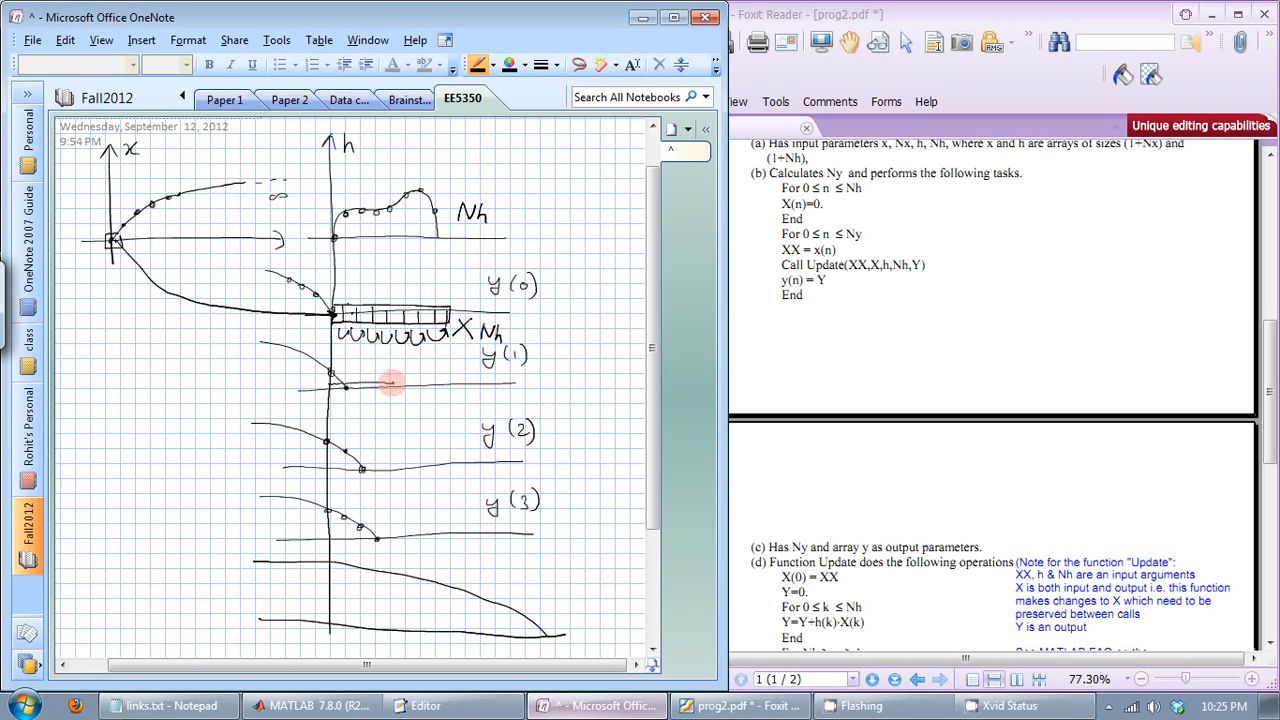 ^ - Microsoft Office OneNote
File Edit View Insert Format Share Tools Table Window Help
Fall2012
Paper 1
Paper 2
Data c...
Brainst...
EE5350
Search All Notebooks
Personal
OneNote 2007 Guide
class
Rohit's Personal
Fall2012
^
Wednesday, September 12, 2012
9:54 PM
x
h
∞
Nh
y(0)
X Nh
y(1)
y(2)
y(3)
Foxit Reader - [prog2.pdf *]
View Tools Comments Forms Help
Unique editing capabilities
(a) Has input parameters x, Nx, h, Nh, where x and h are arrays of sizes (1+Nx) and
(1+Nh),
(b) Calculates Ny and performs the following tasks.
For 0 ≤ n ≤ Nh
X(n)=0.
End
For 0 ≤ n ≤ Ny
XX = x(n)
Call Update(XX,X,h,Nh,Y)
y(n) = Y
End
(c) Has Ny and array y as output parameters.
(d) Function Update does the following operations
X(0) = XX
Y=0.
For 0 ≤ k ≤ Nh
Y=Y+h(k)·X(k)
End
(Note for the function "Update":
XX, h & Nh are an input arguments
X is both input and output i.e. this function
makes changes to X which need to be
preserved between calls
Y is an output
1 (1 / 2)
77.30%
links.txt - Notepad
MATLAB 7.8.0 (R2...
Editor
^ - Microsoft Offic...
prog2.pdf * - Foxit ...
Flashing
Xvid Status
10:25 PM